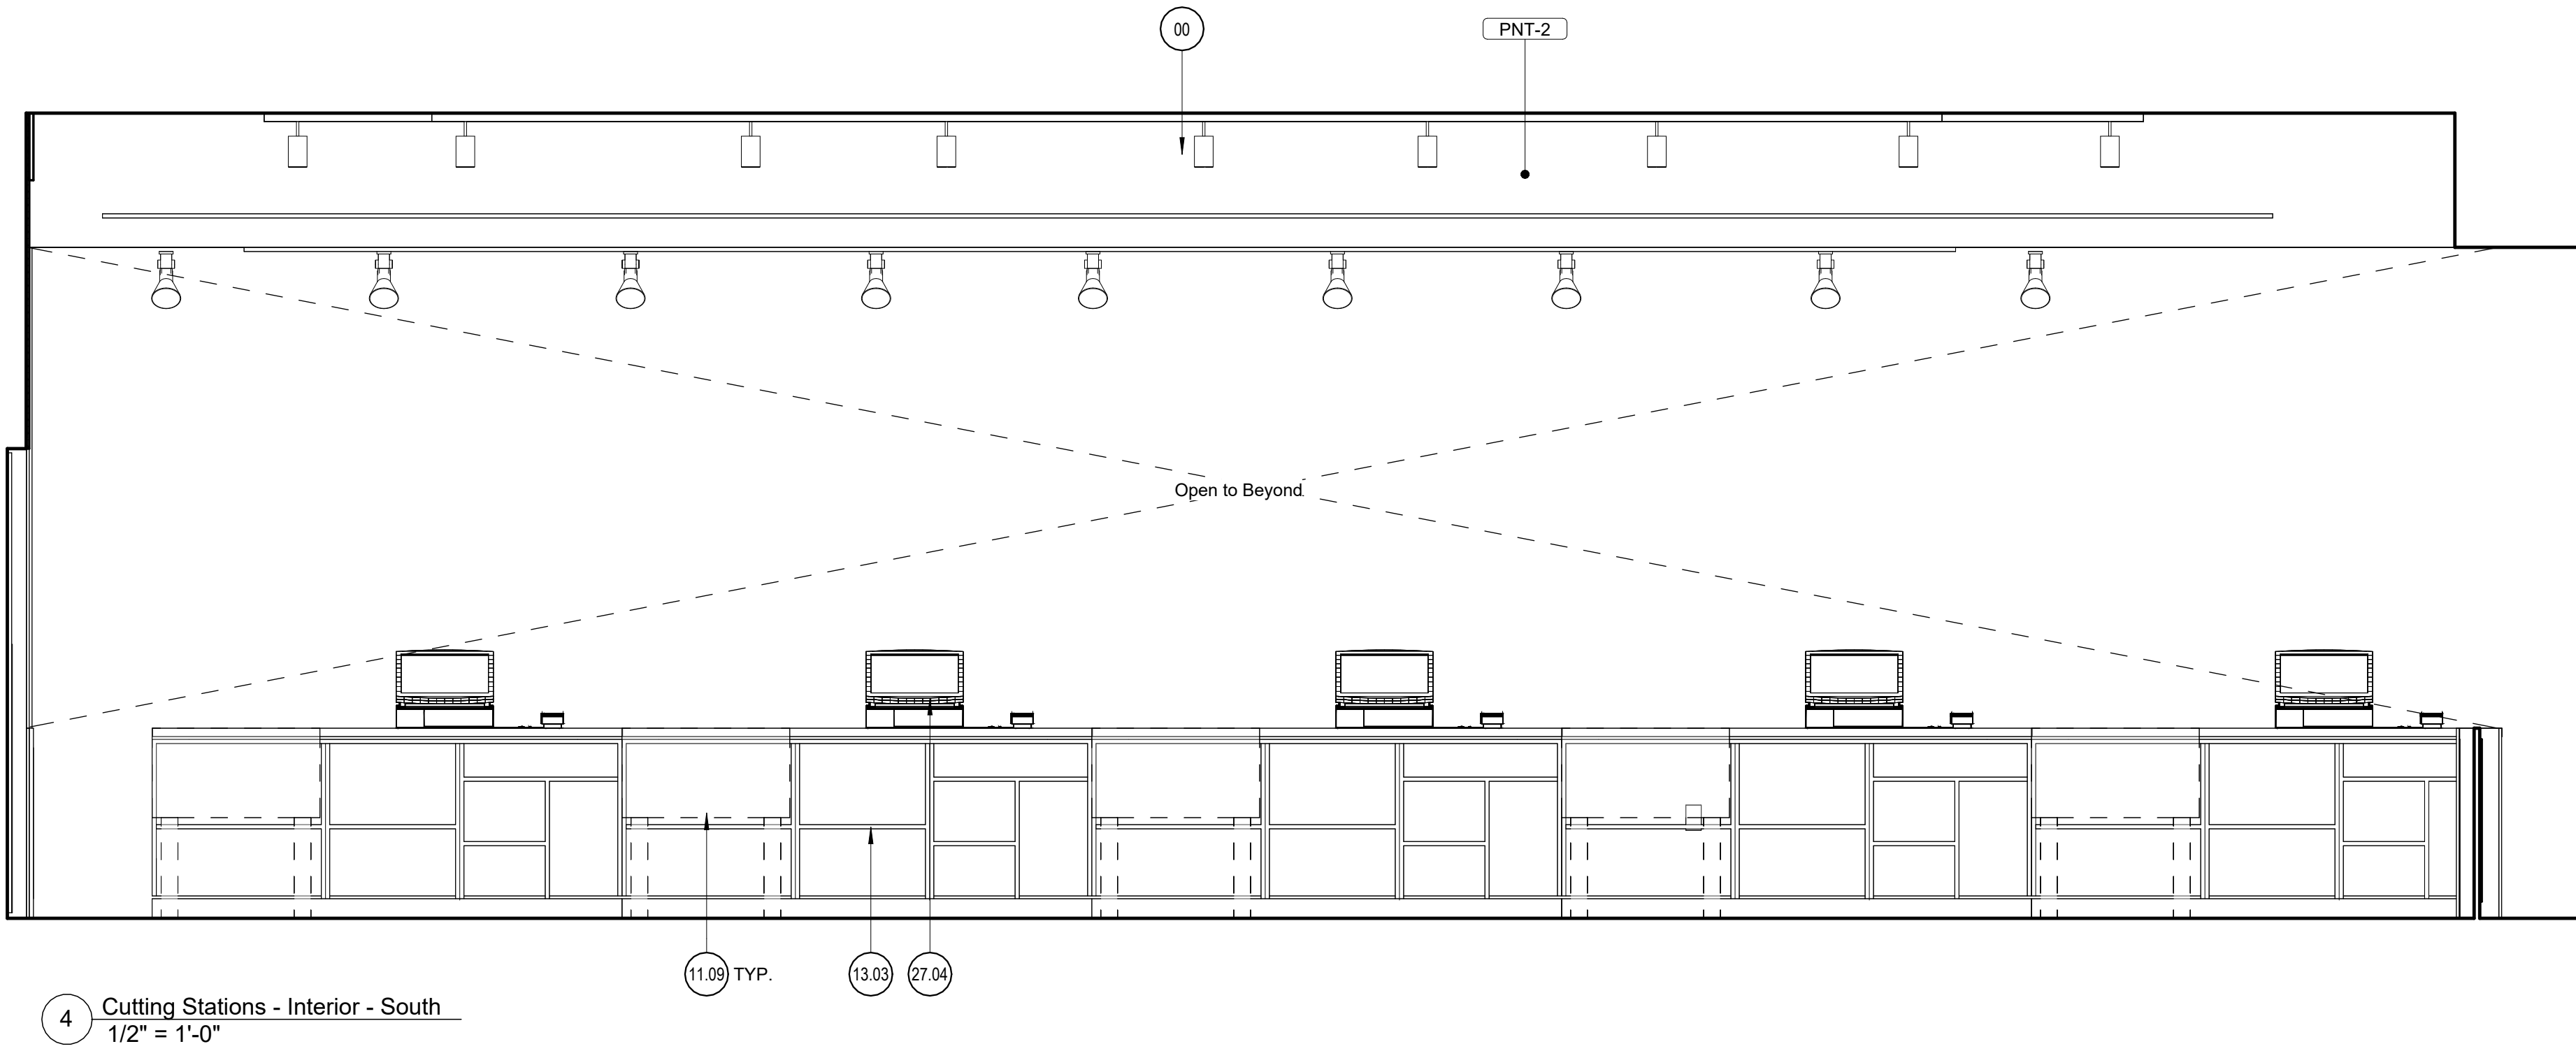 00
PNT-2
Open to Beyond
11.09 TYP.
13.03
27.04
4
Cutting Stations - Interior - South
1/2" = 1'-0"